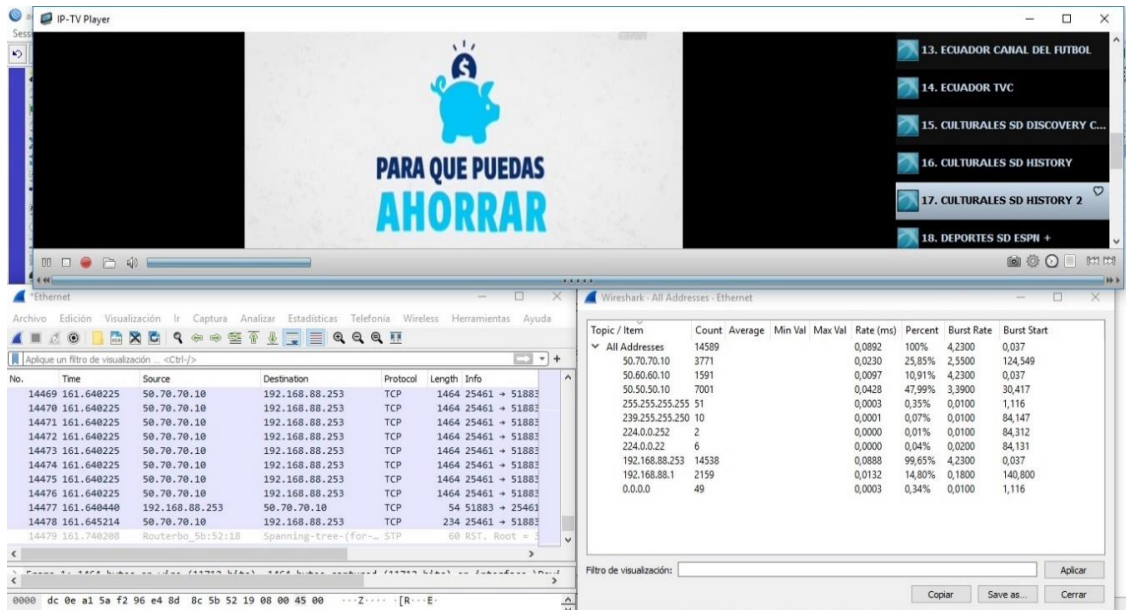 IP-TV Player
Sess
PARA QUE PUEDAS
AHORRAR
13. ECUADOR CANAL DEL FUTBOL
14. ECUADOR TVC
15. CULTURALES SD DISCOVERY C...
16. CULTURALES SD HISTORY
17. CULTURALES SD HISTORY 2
18. DEPORTES SD ESPN +
*Ethernet
Archivo Edición Visualización Ir Captura Analizar Estadísticas Telefonía Wireless Herramientas Ayuda
Aplique un filtro de visualización ... <Ctrl-/>
No. Time Source Destination Protocol Length Info
14469 161.640225 50.70.70.10 192.168.88.253 TCP 1464 25461 → 51883
14470 161.640225 50.70.70.10 192.168.88.253 TCP 1464 25461 → 51883
14471 161.640225 50.70.70.10 192.168.88.253 TCP 1464 25461 → 51883
14472 161.640225 50.70.70.10 192.168.88.253 TCP 1464 25461 → 51883
14473 161.640225 50.70.70.10 192.168.88.253 TCP 1464 25461 → 51883
14474 161.640225 50.70.70.10 192.168.88.253 TCP 1464 25461 → 51883
14475 161.640225 50.70.70.10 192.168.88.253 TCP 1464 25461 → 51883
14476 161.640225 50.70.70.10 192.168.88.253 TCP 1464 25461 → 51883
14477 161.640440 192.168.88.253 50.70.70.10 TCP 54 51883 → 25461
14478 161.645214 50.70.70.10 192.168.88.253 TCP 234 25461 → 51883
14479 161.740208 Routerbo_5b:52:18 Spanning-tree-(for-… STP 60 RST. Root =
0000 dc 0e a1 5a f2 96 e4 8d 8c 5b 52 19 08 00 45 00 ···Z···· ·[R···E·
Wireshark · All Addresses · Ethernet
Topic / Item Count Average Min Val Max Val Rate (ms) Percent Burst Rate Burst Start
All Addresses 14589 0,0892 100% 4,2300 0,037
50.70.70.10 3771 0,0230 25,85% 2,5500 124,549
50.60.60.10 1591 0,0097 10,91% 4,2300 0,037
50.50.50.10 7001 0,0428 47,99% 3,3900 30,417
255.255.255.255 51 0,0003 0,35% 0,0100 1,116
239.255.255.250 10 0,0001 0,07% 0,0100 84,147
224.0.0.252 2 0,0000 0,01% 0,0100 84,312
224.0.0.22 6 0,0000 0,04% 0,0200 84,131
192.168.88.253 14538 0,0888 99,65% 4,2300 0,037
192.168.88.1 2159 0,0132 14,80% 0,1800 140,800
0.0.0.0 49 0,0003 0,34% 0,0100 1,116
Filtro de visualización:
Aplicar
Copiar Save as... Cerrar